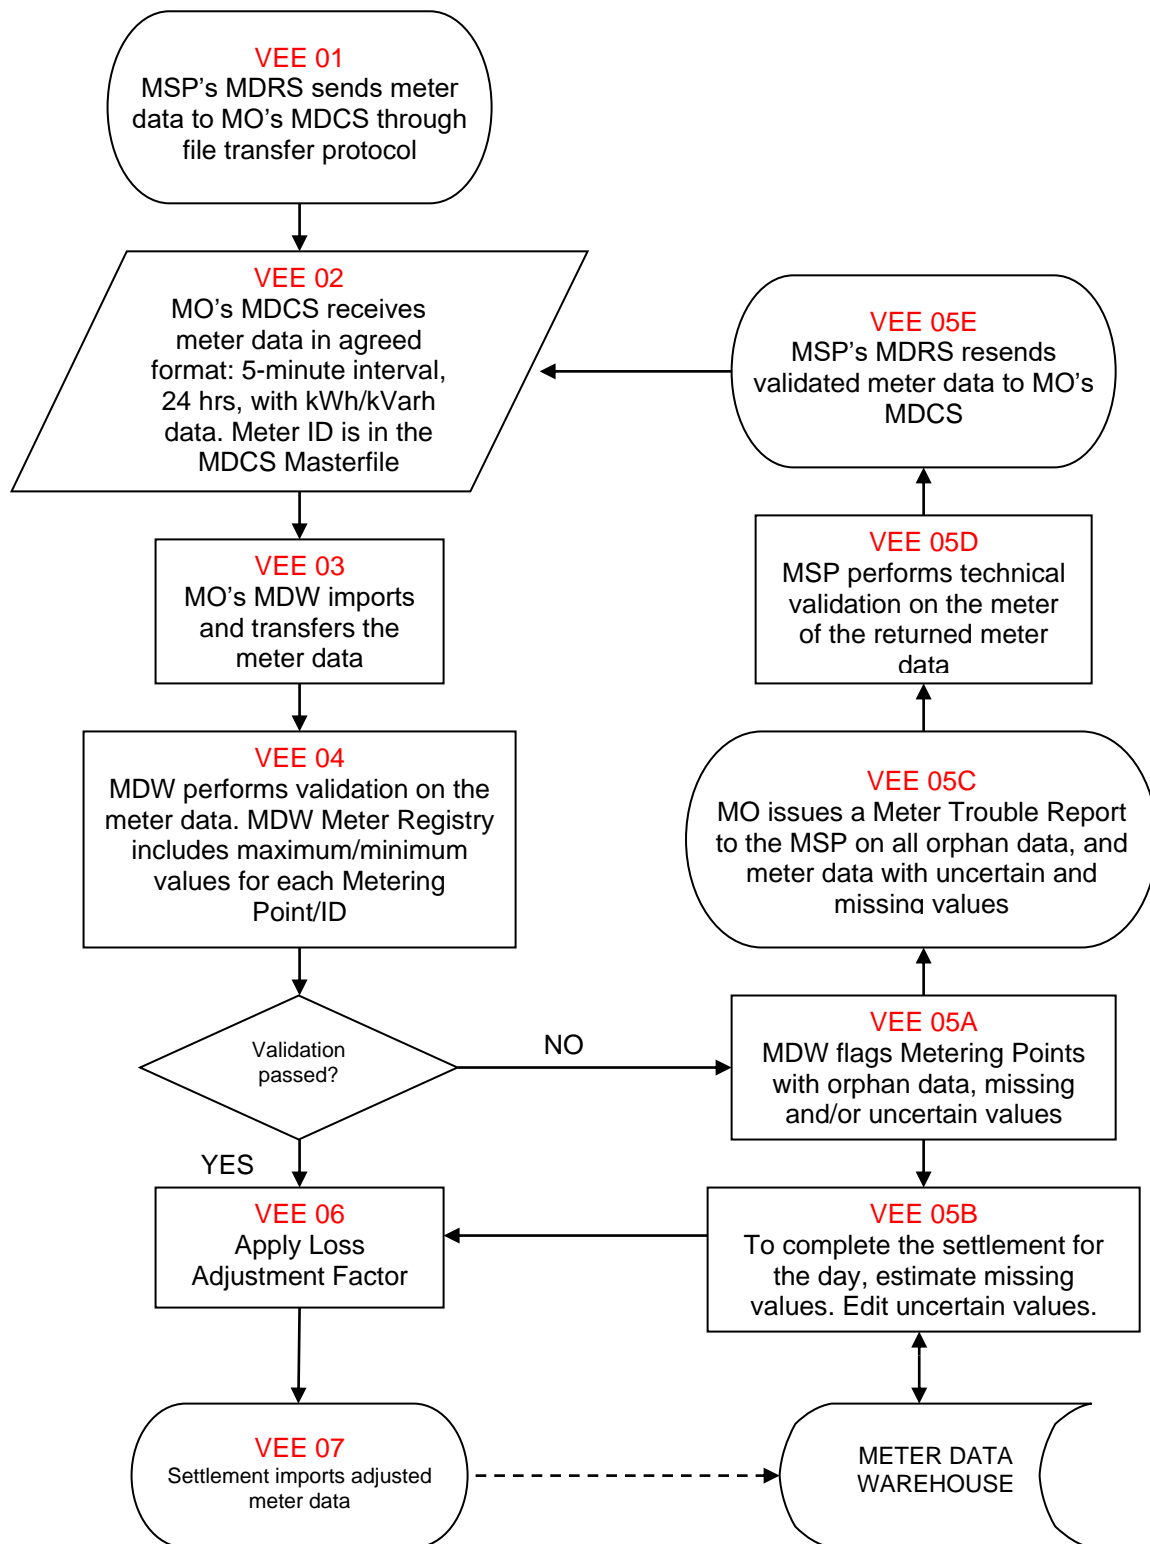 VEE 01
MSP’s MDRS sends meter
data to MO’s MDCS through
file transfer protocol
VEE 02
MO’s MDCS receives
meter data in agreed
format: 5-minute interval,
24 hrs, with kWh/kVarh
data. Meter ID is in the
MDCS Masterfile
VEE 05E
MSP’s MDRS resends
validated meter data to MO’s
MDCS
VEE 03
MO’s MDW imports
and transfers the
meter data
VEE 05D
MSP performs technical
validation on the meter
of the returned meter
data
VEE 04
MDW performs validation on the
meter data. MDW Meter Registry
includes maximum/minimum
values for each Metering
Point/ID
VEE 05C
MO issues a Meter Trouble Report
to the MSP on all orphan data, and
meter data with uncertain and
missing values
Validation
passed?
NO
VEE 05A
MDW flags Metering Points
with orphan data, missing
and/or uncertain values
YES
VEE 06
Apply Loss
Adjustment Factor
VEE 05B
To complete the settlement for
the day, estimate missing
values. Edit uncertain values.
VEE 07
Settlement imports adjusted
meter data
METER DATA
WAREHOUSE